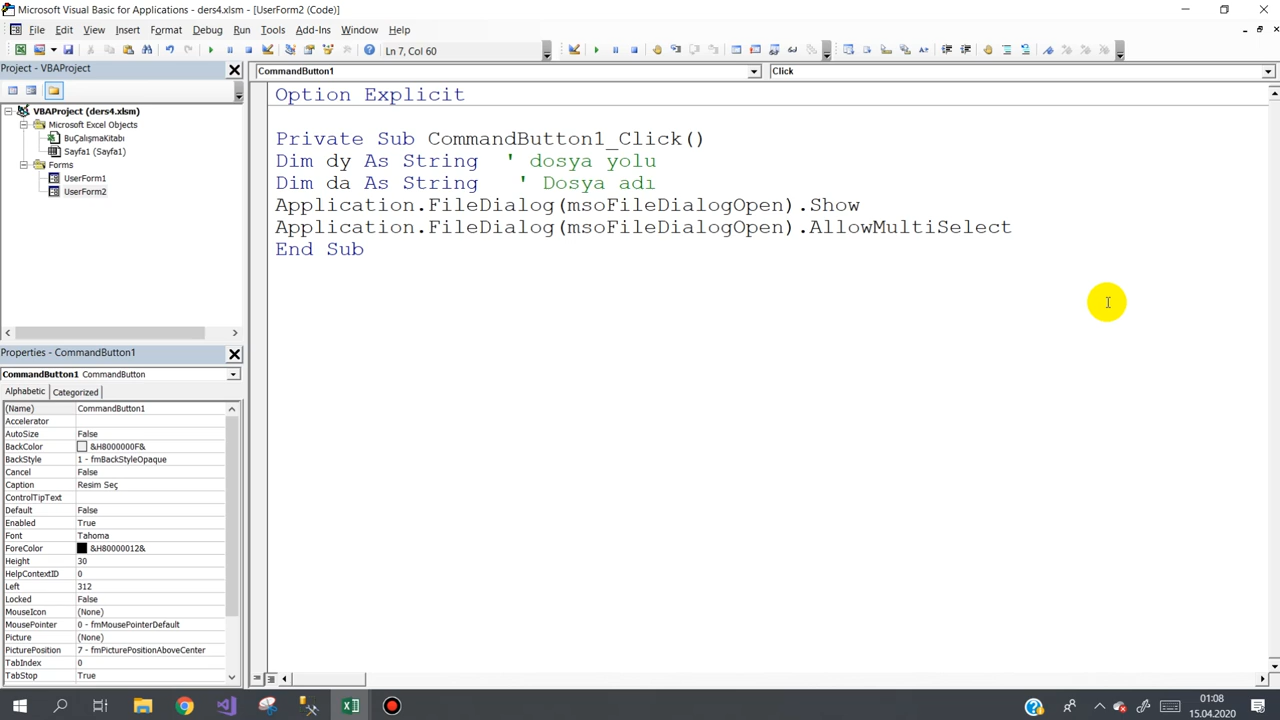 Microsoft Visual Basic for Applications - ders4.xlsm - [UserForm2 (Code)]
File Edit View Insert Format Debug Run Tools Add-Ins Window Help
Ln 7, Col 60
Project - VBAProject
CommandButton1
Click
VBAProject (ders4.xlsm)
Microsoft Excel Objects
BuÇalışmaKitabı
Sayfa1 (Sayfa1)
Forms
UserForm1
UserForm2
Option Explicit
Private Sub CommandButton1_Click()
Dim dy As String ' dosya yolu
Dim da As String ' Dosya adı
Application.FileDialog(msoFileDialogOpen).Show
Application.FileDialog(msoFileDialogOpen).AllowMultiSelect
End Sub
Properties - CommandButton1
CommandButton1 CommandButton
Alphabetic Categorized
(Name) CommandButton1
Accelerator
AutoSize False
BackColor &H8000000F&
BackStyle 1 - fmBackStyleOpaque
Cancel False
Caption Resim Seç
ControlTipText
Default False
Enabled True
Font Tahoma
ForeColor &H80000012&
Height 30
HelpContextID 0
Left 312
Locked False
MouseIcon (None)
MousePointer 0 - fmMousePointerDefault
Picture (None)
PicturePosition 7 - fmPicturePositionAboveCenter
TabIndex 0
TabStop True
01:08
15.04.2020